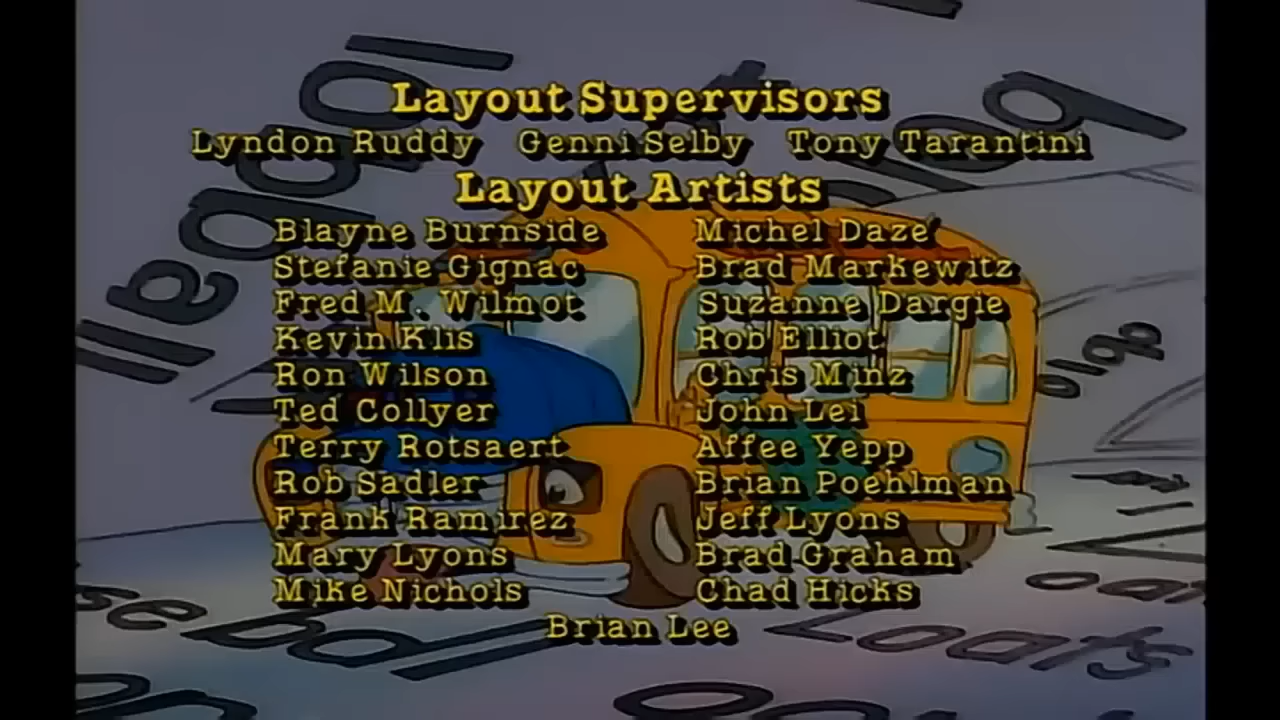 Layout Supervisors
Lyndon Ruddy Genni Selby Tony Tarantini
Layout Artists
Blayne Burnside Michel Daze'
Stefanie Gignac Brad Markewitz
Fred M. Wilmot Suzanne Dargie
Kevin Klis Rob Elliot
Ron Wilson Chris Minz
Ted Collyer John Lei
Terry Rotsaert Affee Yepp
Rob Sadler Brian Poehlman
Frank Ramirez Jeff Lyons
Mary Lyons Brad Graham
Mike Nichols Chad Hicks
Brian Lee